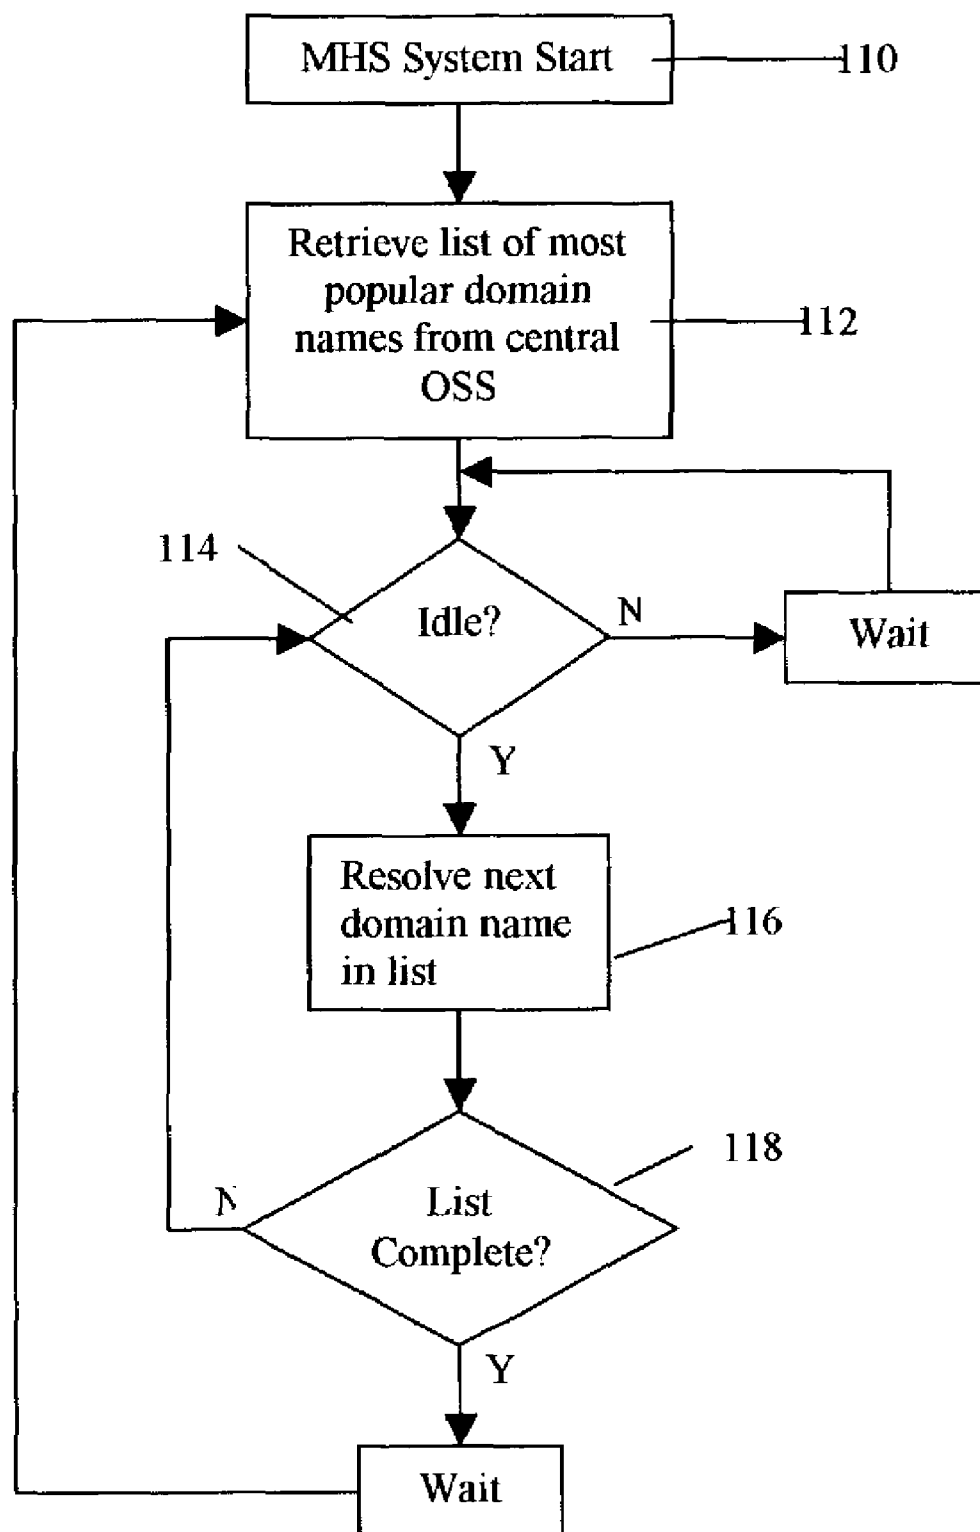 MHS System Start
110
Retrieve list of most
popular domain
names from central
OSS
112
114
Idle?
N
Wait
Y
Resolve next
domain name
in list
116
118
N
List
Complete?
Y
Wait